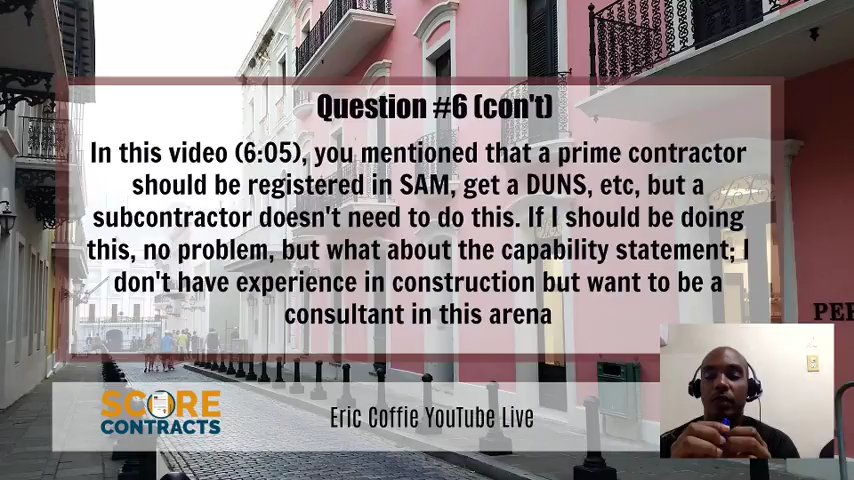 Question #6 (con't)
In this video (6:05), you mentioned that a prime contractor
should be registered in SAM, get a DUNS, etc, but a
subcontractor doesn't need to do this. If I should be doing
this, no problem, but what about the capability statement; I
don't have experience in construction but want to be a
consultant in this arena
PER
SCORE
CONTRACTS
Eric Coffie YouTube Live